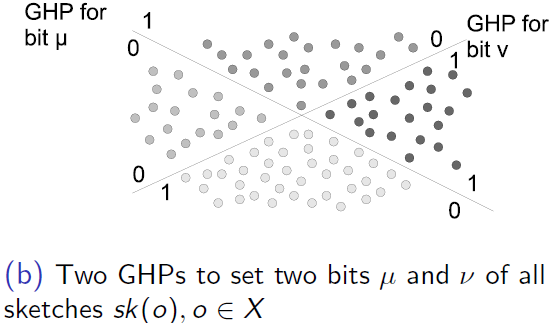 GHP for
bit μ
1
0
GHP for
bit ν
0
1
0
1
1
0
(b) Two GHPs to set two bits μ and ν of all
sketches sk(o), o ∈ X